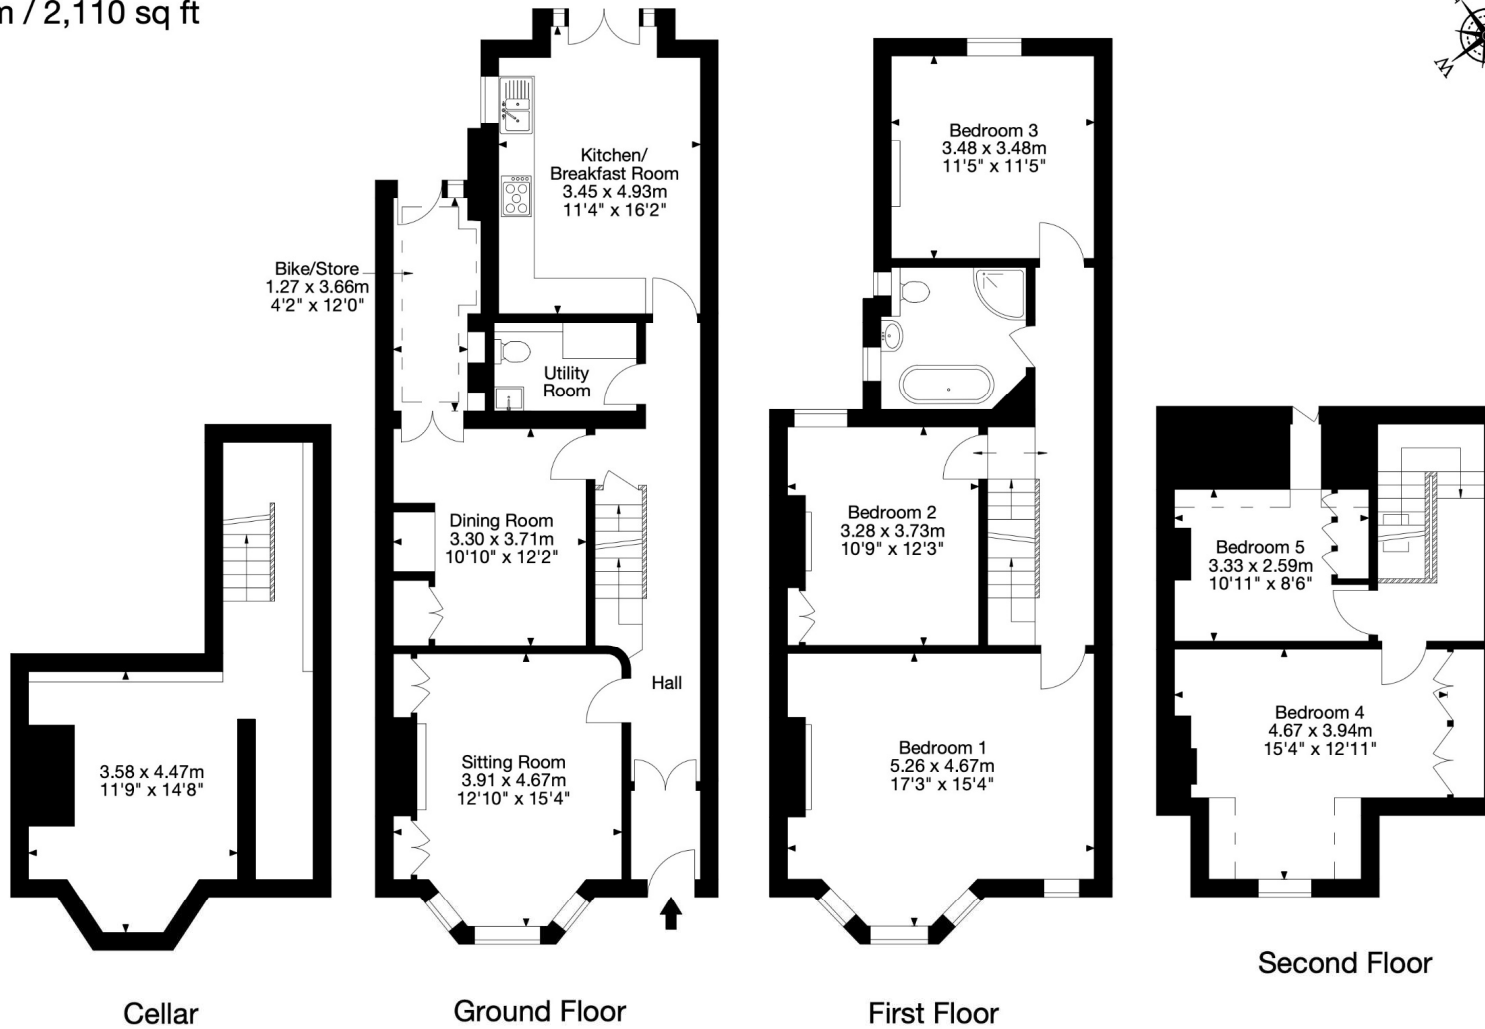 m / 2,110 sq ft
W
Kitchen/
Breakfast Room
3.45 x 4.93m
11'4" x 16'2"
Bike/Store
1.27 x 3.66m
4'2" x 12'0"
Utility
Room
Dining Room
3.30 x 3.71m
10'10" x 12'2"
Sitting Room
3.91 x 4.67m
12'10" x 15'4"
Hall
3.58 x 4.47m
11'9" x 14'8"
Bedroom 3
3.48 x 3.48m
11'5" x 11'5"
Bedroom 2
3.28 x 3.73m
10'9" x 12'3"
Bedroom 1
5.26 x 4.67m
17'3" x 15'4"
Bedroom 5
3.33 x 2.59m
10'11" x 8'6"
Bedroom 4
4.67 x 3.94m
15'4" x 12'11"
Cellar
Ground Floor
First Floor
Second Floor